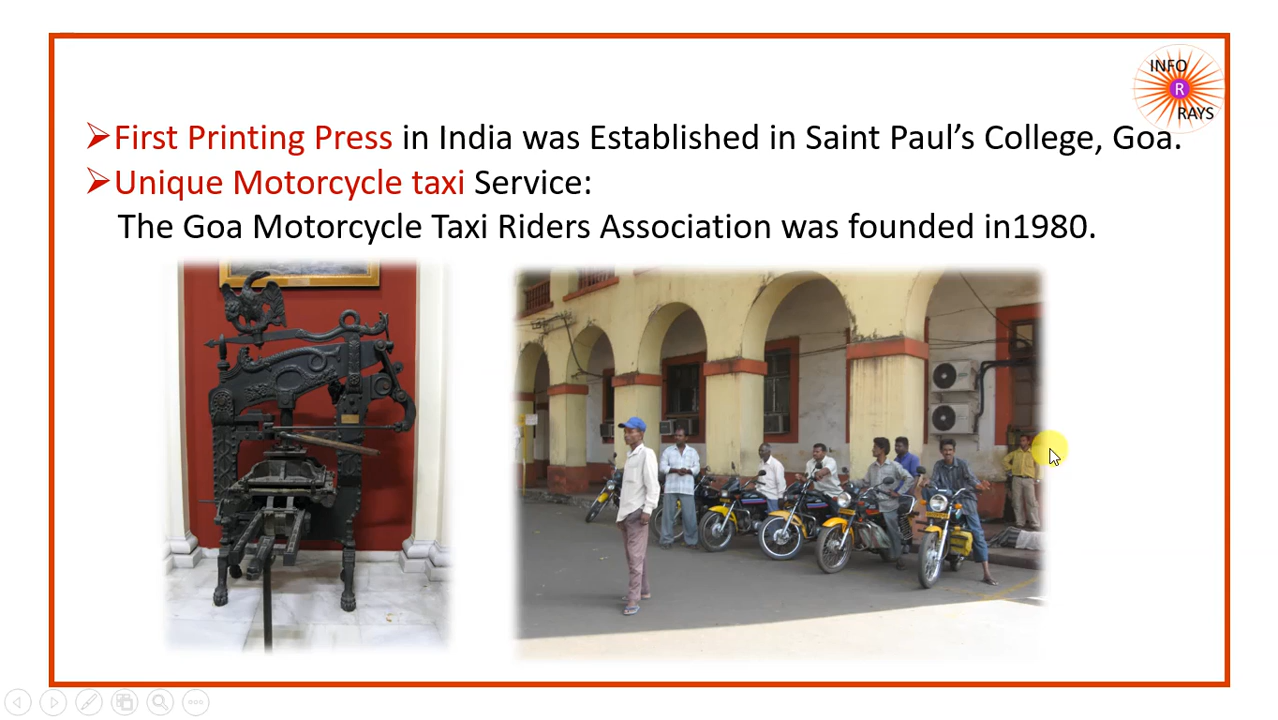 INFO
R
RAYS
➢First Printing Press in India was Established in Saint Paul’s College, Goa.
➢Unique Motorcycle taxi Service:
The Goa Motorcycle Taxi Riders Association was founded in1980.